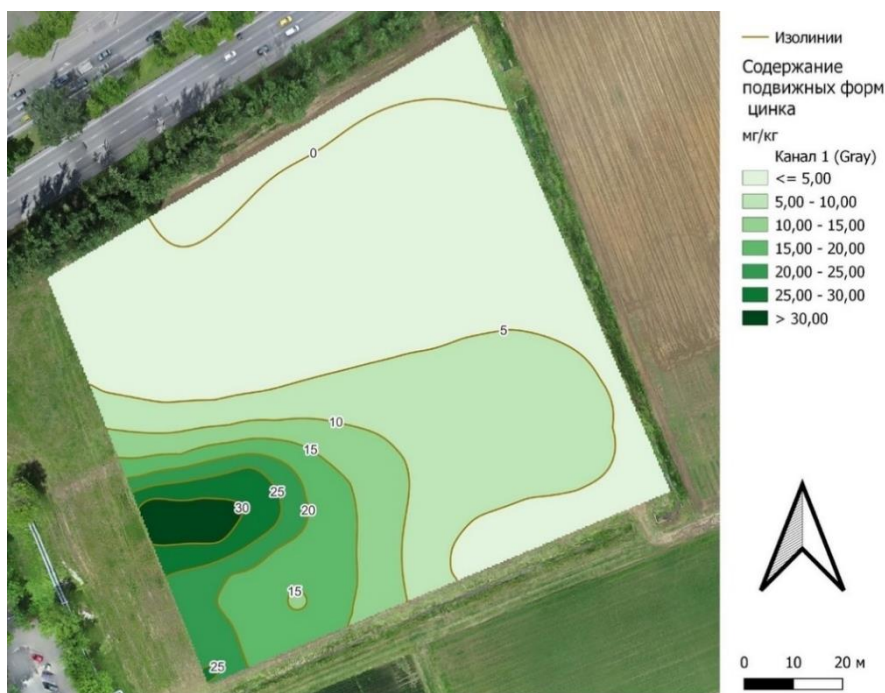 Изолинии
Содержание
подвижных форм
цинка
мг/кг
Канал 1 (Gray)
<= 5,00
5,00 - 10,00
10,00 - 15,00
15,00 - 20,00
20,00 - 25,00
25,00 - 30,00
> 30,00
0
5
10
15
25
30
20
15
25
0 10 20 м